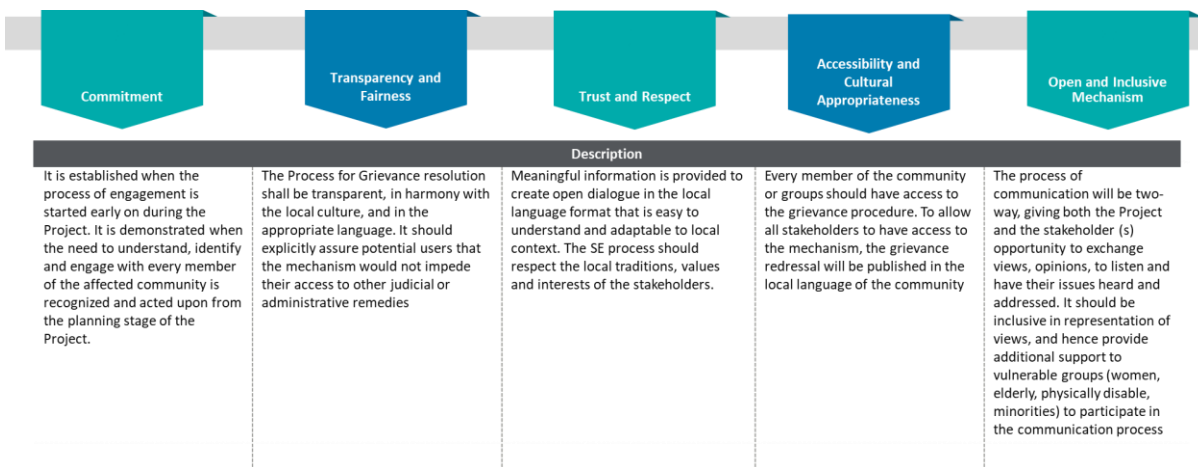 Commitment
Transparency and
Fairness
Trust and Respect
Accessibility and
Cultural
Appropriateness
Open and Inclusive
Mechanism
Description
It is established when the
process of engagement is
started early on during the
Project. It is demonstrated when
the need to understand, identify
and engage with every member
of the affected community is
recognized and acted upon from
the planning stage of the
Project.
The Process for Grievance resolution
shall be transparent, in harmony with
the local culture, and in the
appropriate language. It should
explicitly assure potential users that
the mechanism would not impede
their access to other judicial or
administrative remedies
Meaningful information is provided to
create open dialogue in the local
language format that is easy to
understand and adaptable to local
context. The SE process should
respect the local traditions, values
and interests of the stakeholders.
Every member of the community
or groups should have access to
the grievance procedure. To allow
all stakeholders to have access to
the mechanism, the grievance
redressal will be published in the
local language of the community
The process of
communication will be two-
way, giving both the Project
and the stakeholder (s)
opportunity to exchange
views, opinions, to listen and
have their issues heard and
addressed. It should be
inclusive in representation of
views, and hence provide
additional support to
vulnerable groups (women,
elderly, physically disable,
minorities) to participate in
the communication process